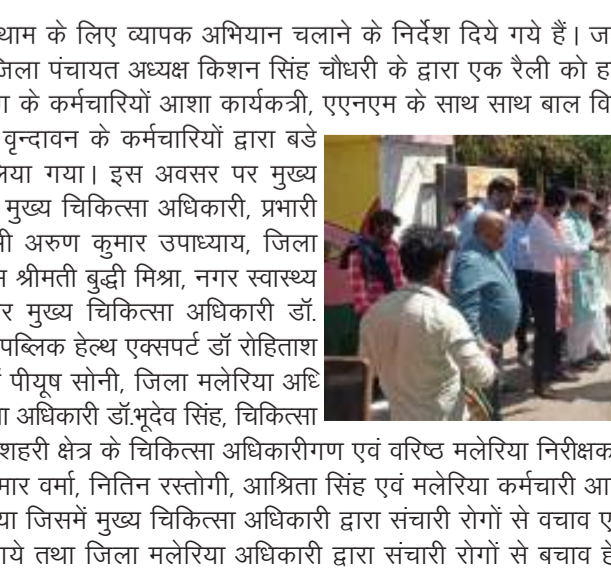 थाम के लिए व्यापक अभियान चलाने के निर्देश दिये गये हैं। ज
जिला पंचायत अध्यक्ष किशन सिंह चौधरी के द्वारा एक रैली को ह
ग के कर्मचारियों आशा कार्यकत्री, एएनएम के साथ साथ बाल वि
वृन्दावन के कर्मचारियों द्वारा बडे
लिया गया। इस अवसर पर मुख्य
मुख्य चिकित्सा अधिकारी, प्रभारी
अरुण कुमार उपाध्याय, जिला
श्रीमती बुद्धी मिश्रा, नगर स्वास्थ्य
र मुख्य चिकित्सा अधिकारी डॉ.
पब्लिक हेल्थ एक्सपर्ट डॉ रोहिताश
पीयूष सोनी, जिला मलेरिया अधि
अधिकारी डॉ.भूदेव सिंह, चिकित्सा
शहरी क्षेत्र के चिकित्सा अधिकारीगण एवं वरिष्ठ मलेरिया निरीक्षक
मार वर्मा, नितिन रस्तोगी, आश्रिता सिंह एवं मलेरिया कर्मचारी आ
या जिसमें मुख्य चिकित्सा अधिकारी द्वारा संचारी रोगों से वचाव ए
ाये तथा जिला मलेरिया अधिकारी द्वारा संचारी रोगों से बचाव हे